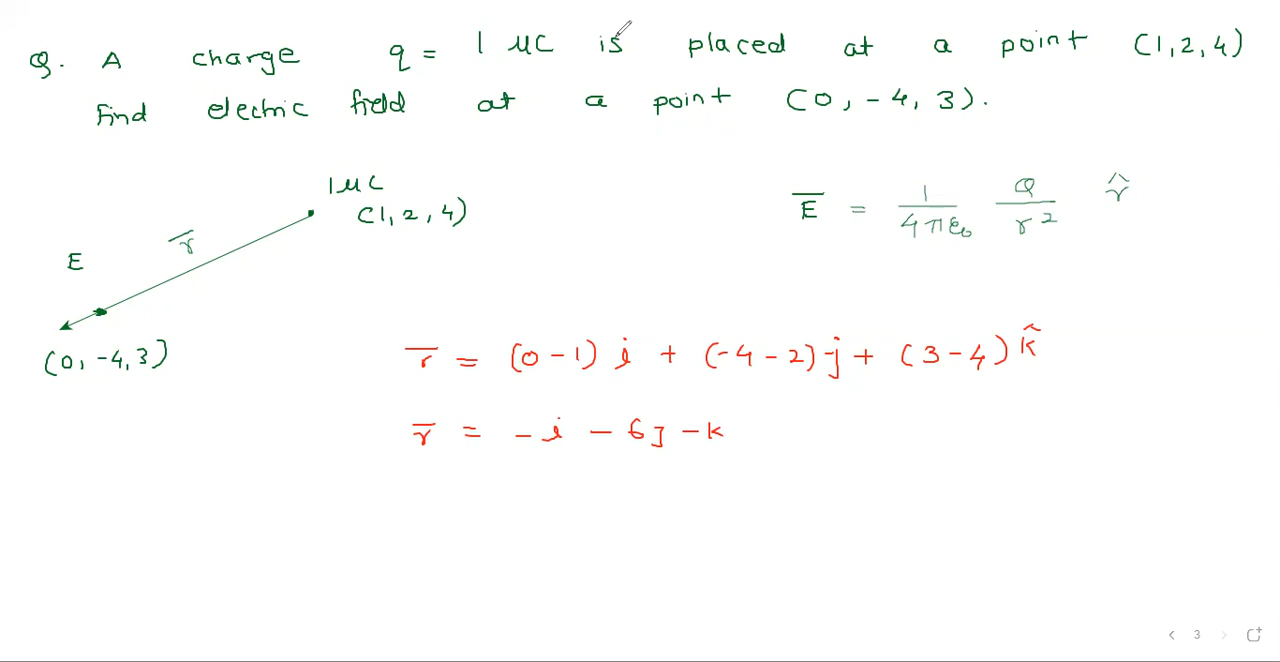 Q. A charge q = 1 μC is placed at a point (1, 2, 4)
Find electric field at a point (0, -4, 3).
1μC
(1, 2, 4)
r̅
E
(0, -4, 3)
E̅ = 1/4πε₀ Q/r² r̂
r̅ = (0 - 1) i + (-4 - 2) j + (3 - 4) k̂
r̅ = - i - 6j - k
3